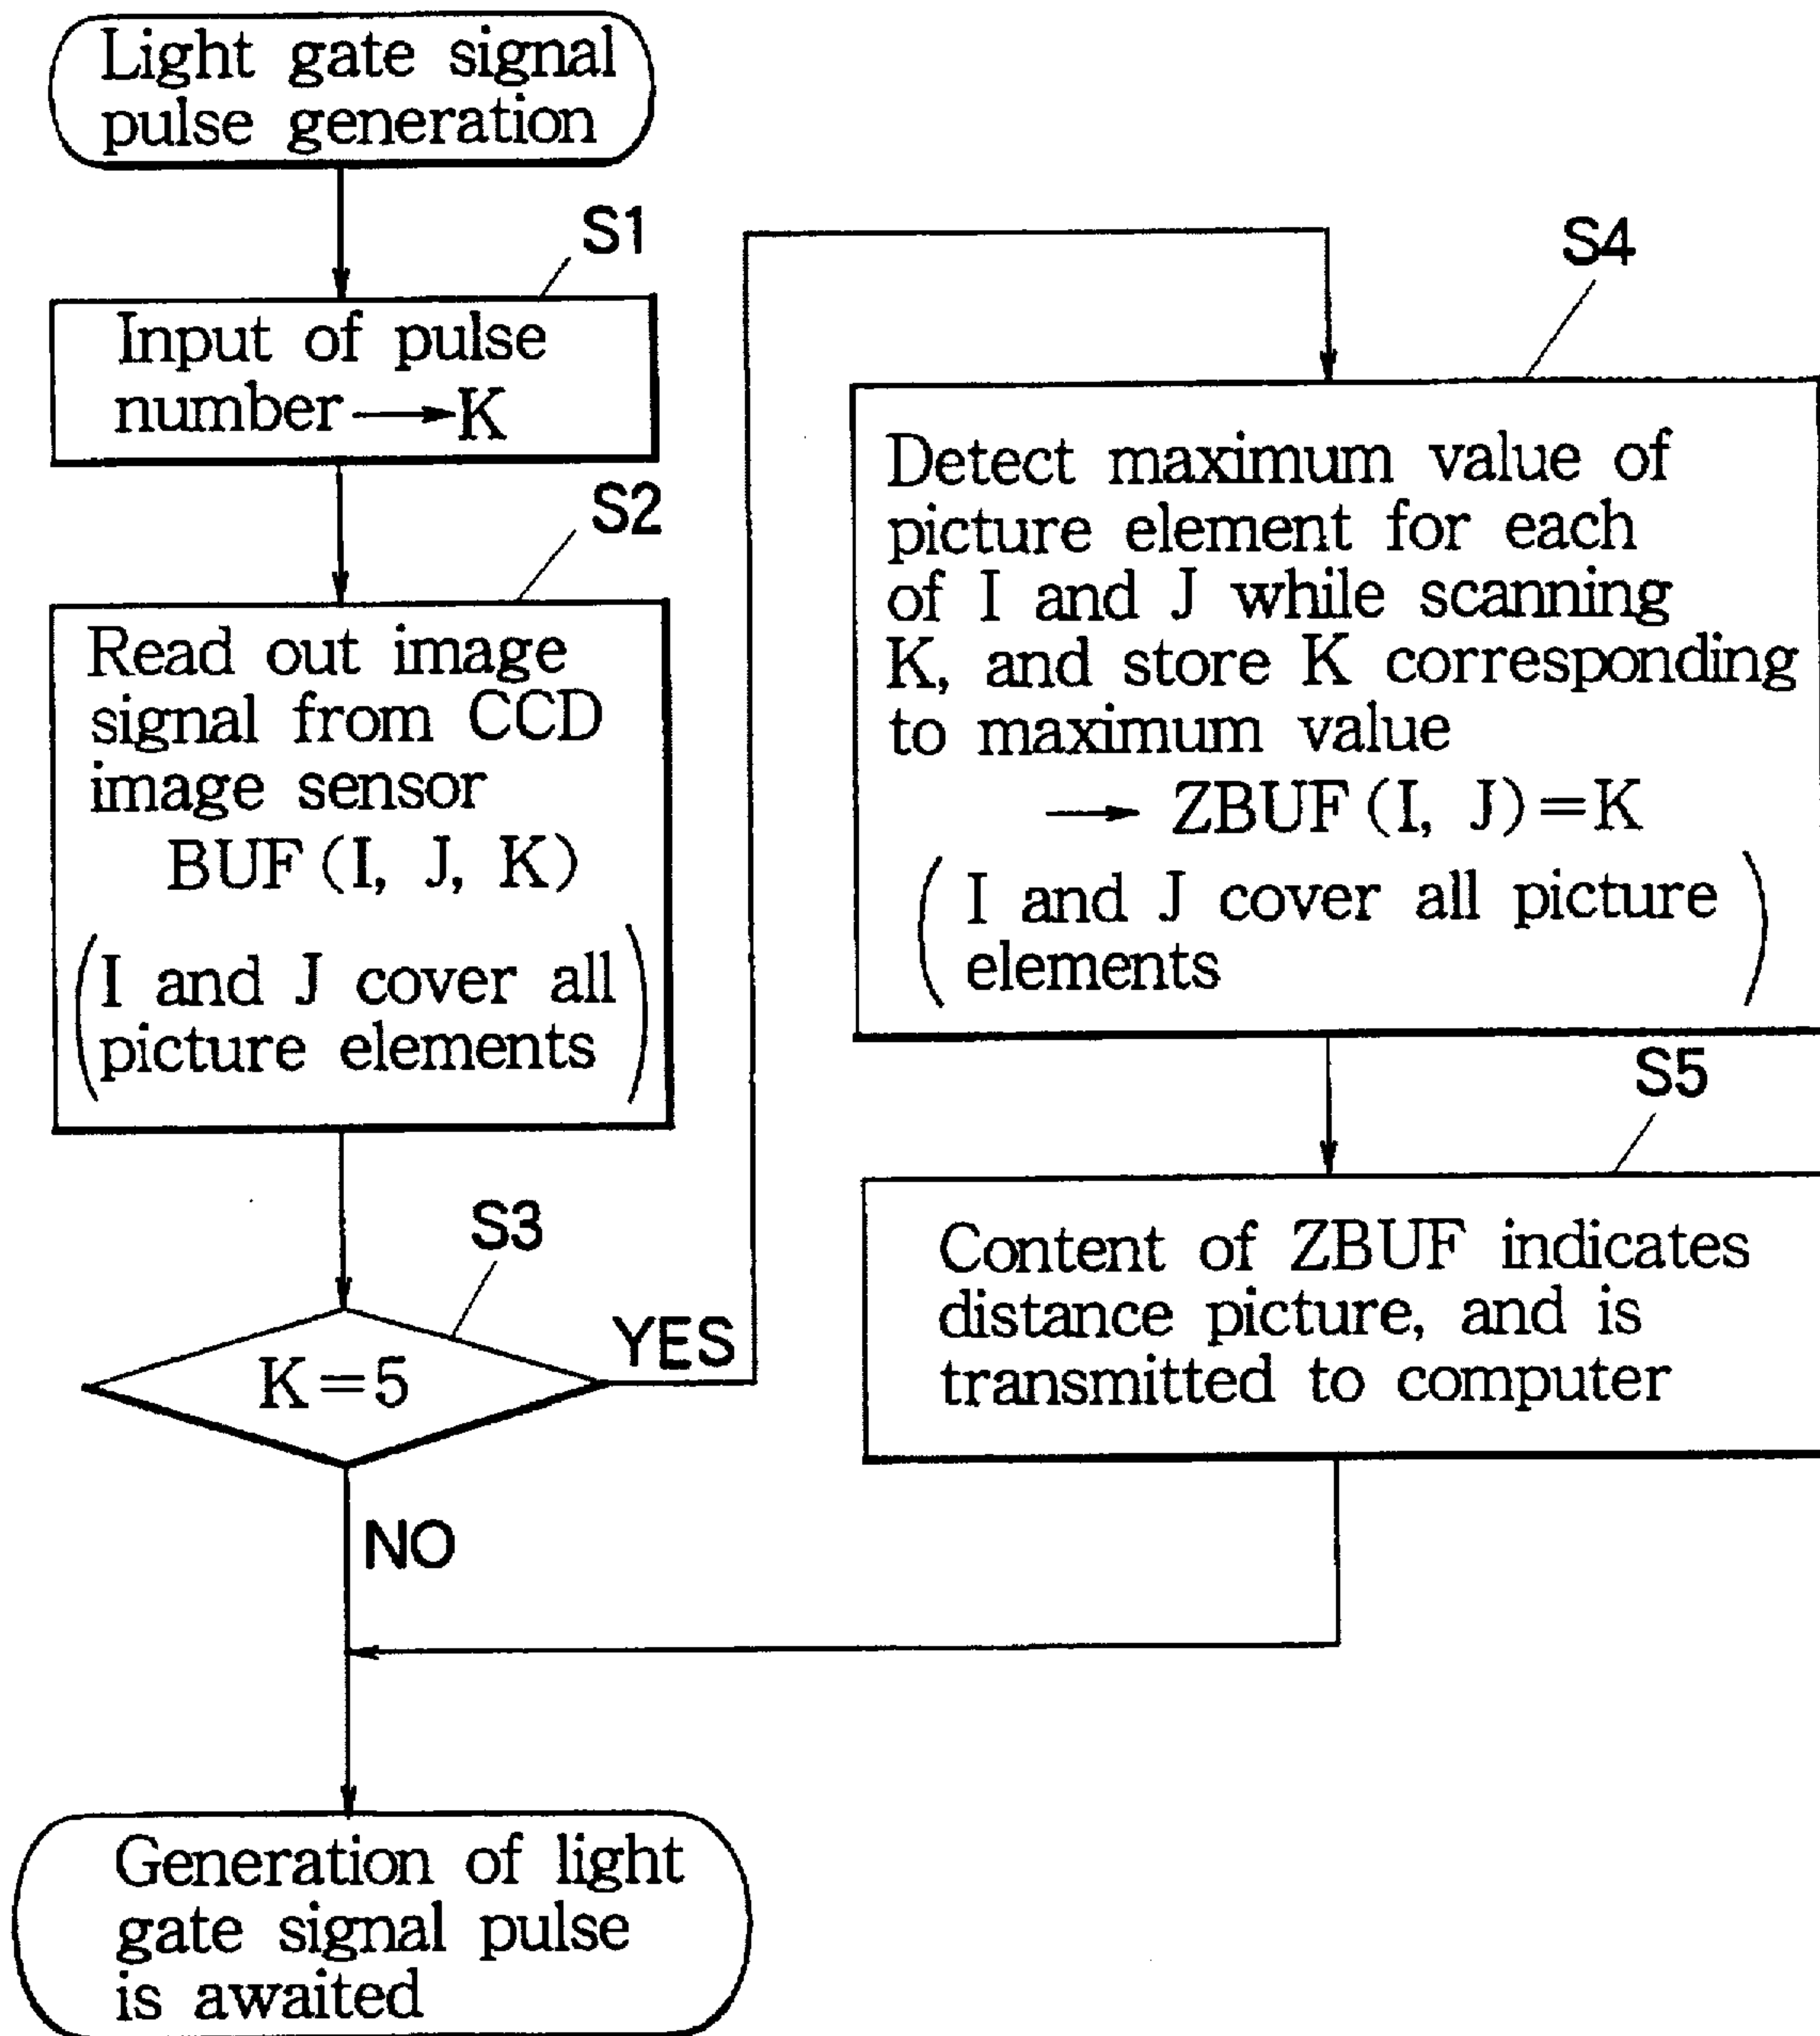 Light gate signal
pulse generation
S1
Input of pulse
number → K
S2
Read out image
signal from CCD
image sensor
BUF (I, J, K)
(I and J cover all
picture elements)
S3
K=5
YES
NO
S4
Detect maximum value of
picture element for each
of I and J while scanning
K, and store K corresponding
to maximum value
→ ZBUF (I, J)=K
(I and J cover all picture
elements)
S5
Content of ZBUF indicates
distance picture, and is
transmitted to computer
Generation of light
gate signal pulse
is awaited